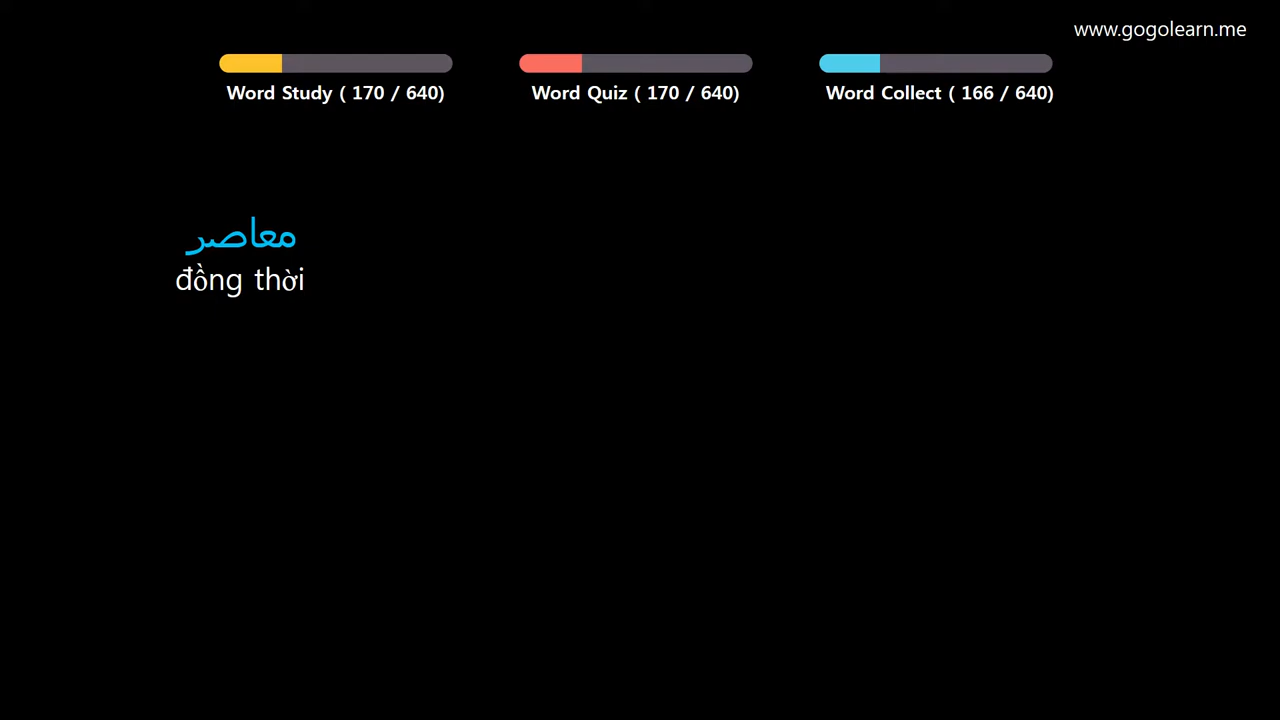 www.gogolearn.me
Word Study ( 170 / 640)
Word Quiz ( 170 / 640)
Word Collect ( 166 / 640)
معاصر
đồng thời